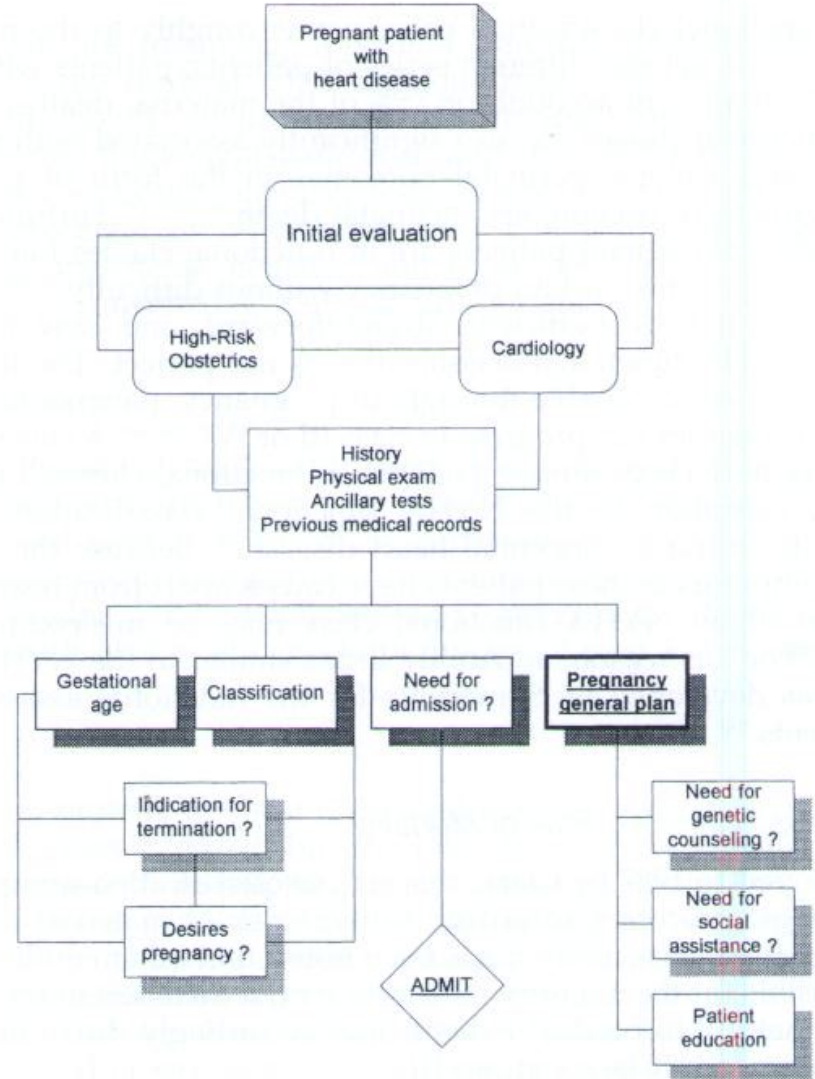 Pregnant patient
with
heart disease
Initial evaluation
High-Risk
Obstetrics
Cardiology
History
Physical exam
Ancillary tests
Previous medical records
Gestational
age
Classification
Need for
admission ?
Pregnancy
general plan
Indication for
termination ?
Desires
pregnancy ?
ADMIT
Need for
genetic
counseling ?
Need for
social
assistance ?
Patient
education